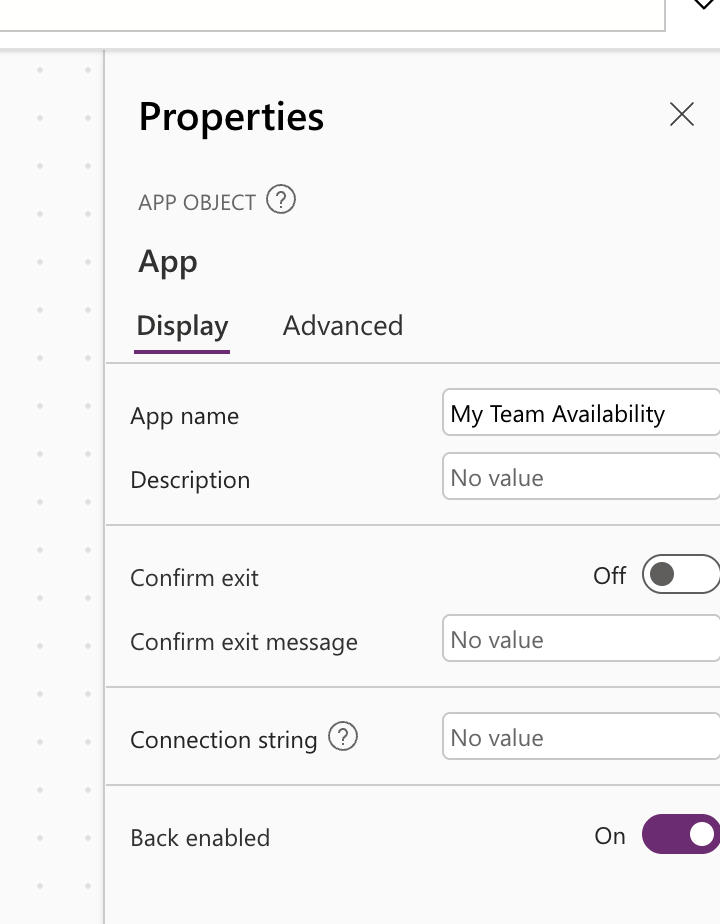 Properties
APP OBJECT ?
App
Display Advanced
App name My Team Availability
Description No value
Confirm exit Off
Confirm exit message No value
Connection string ? No value
Back enabled On